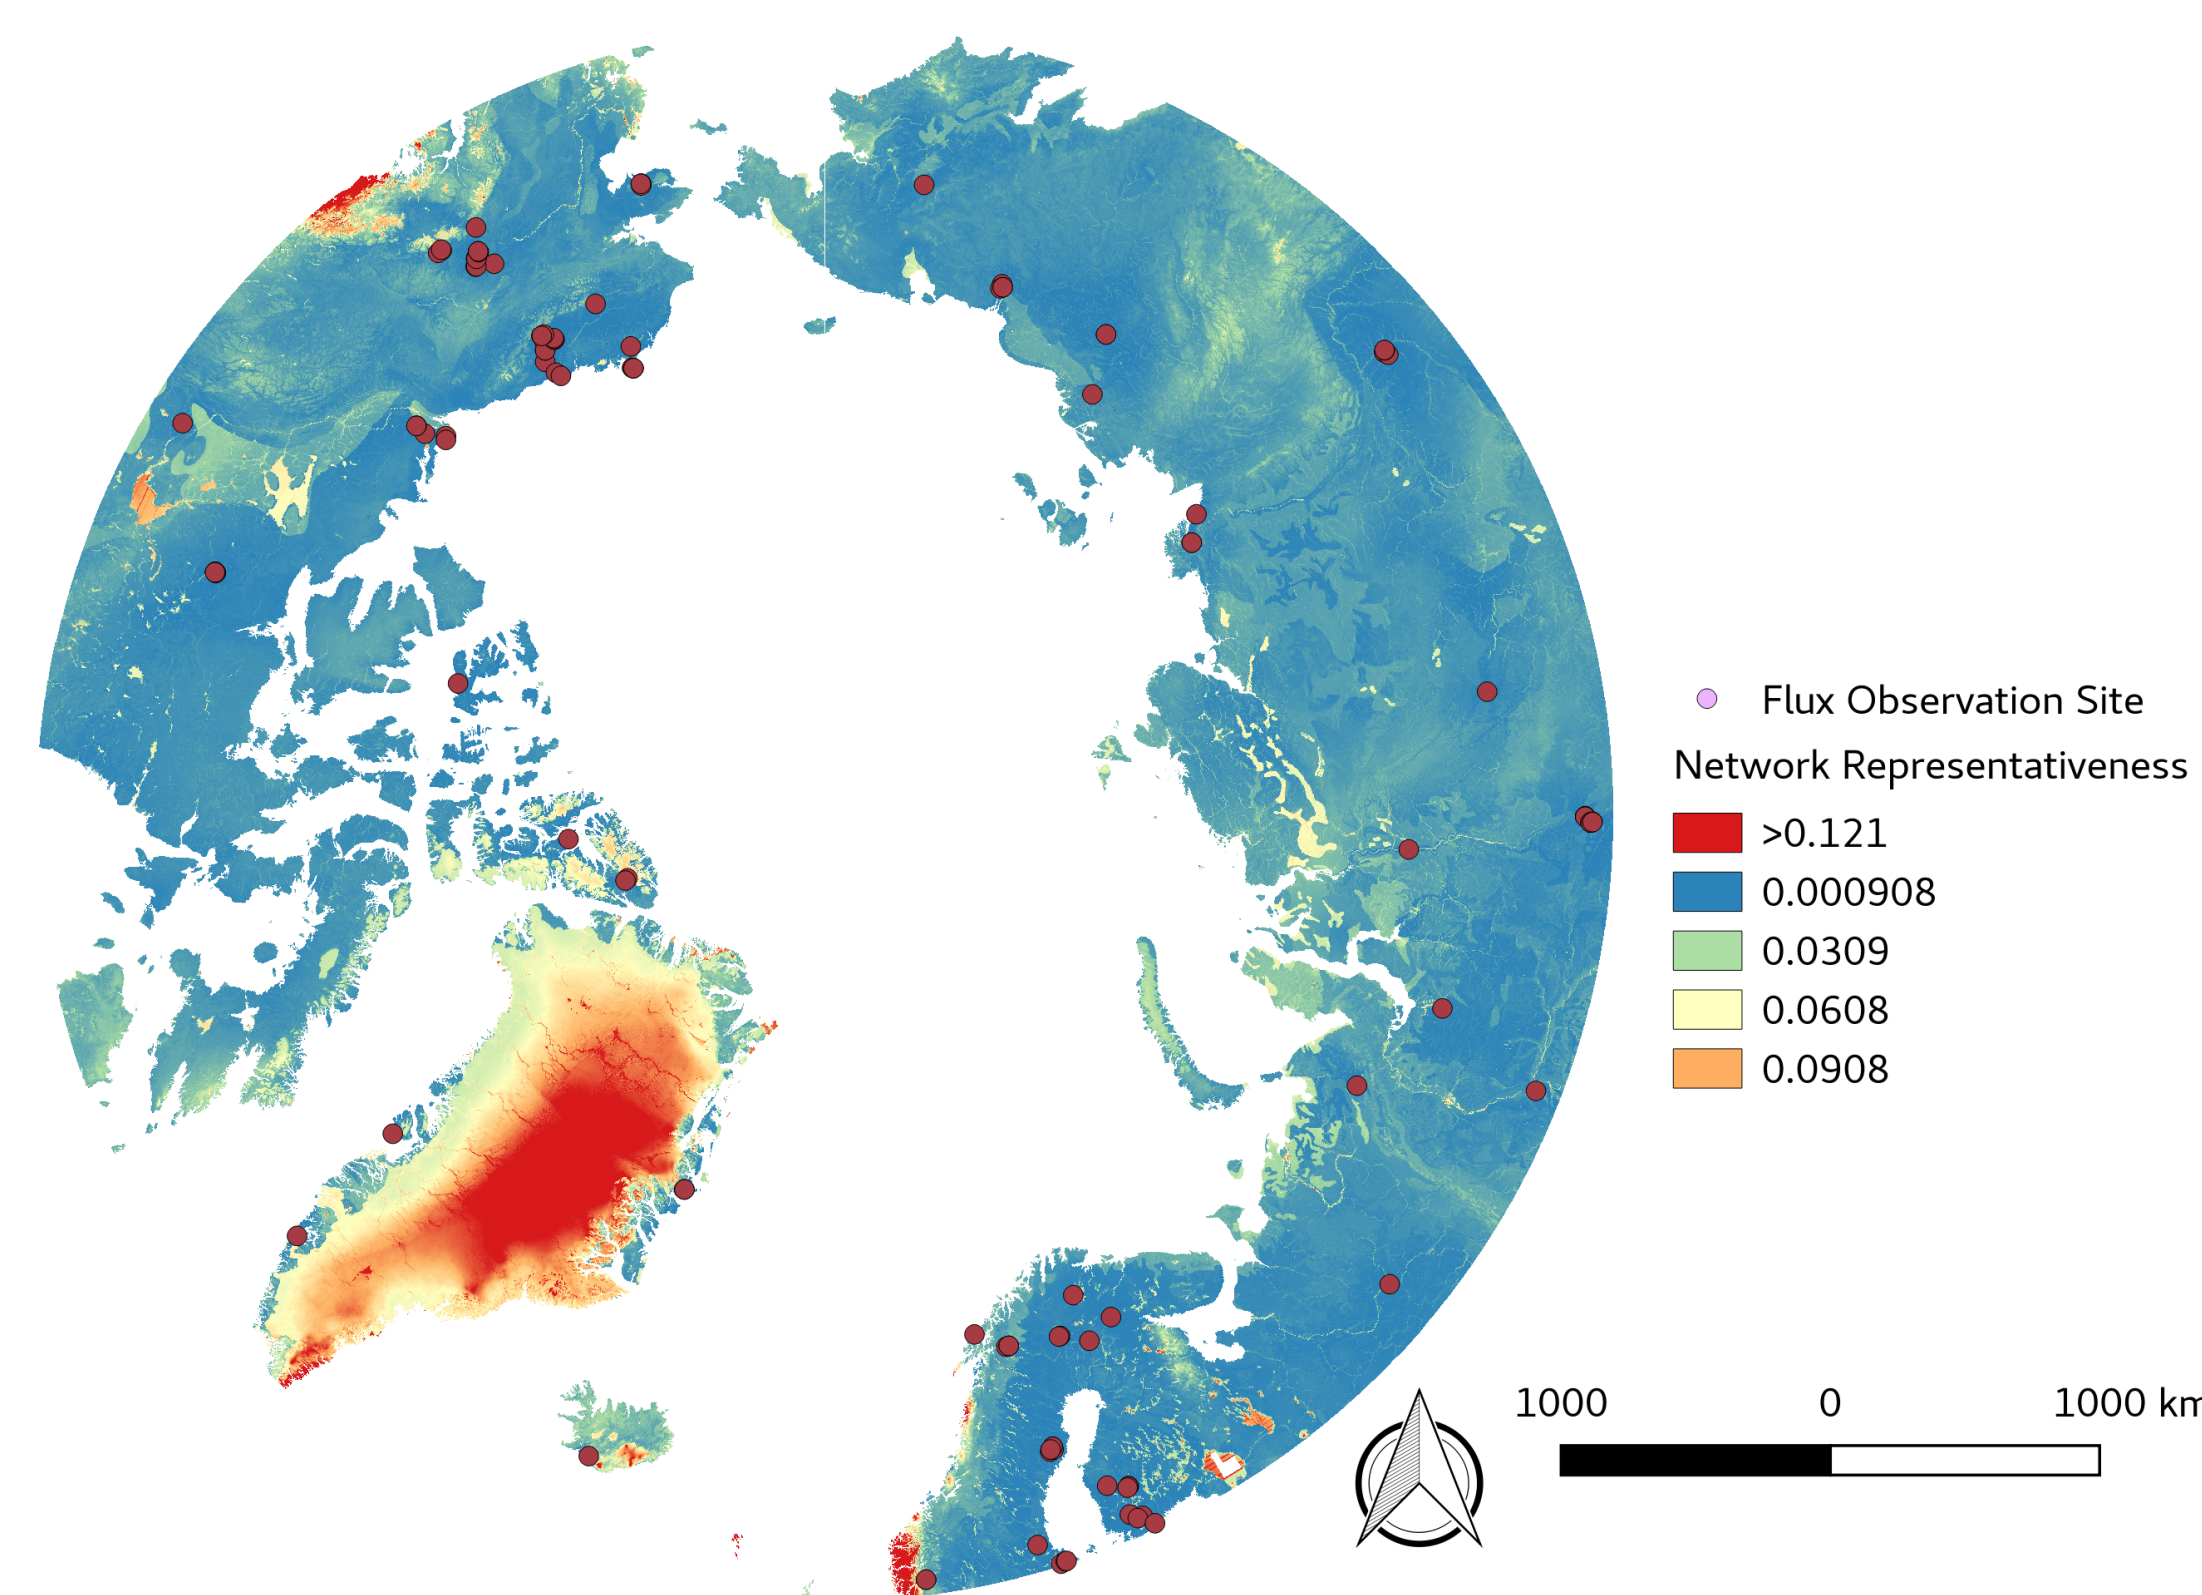 Flux Observation Site
Network Representativeness
>0.121
0.000908
0.0309
0.0608
0.0908
1000 0 1000 km